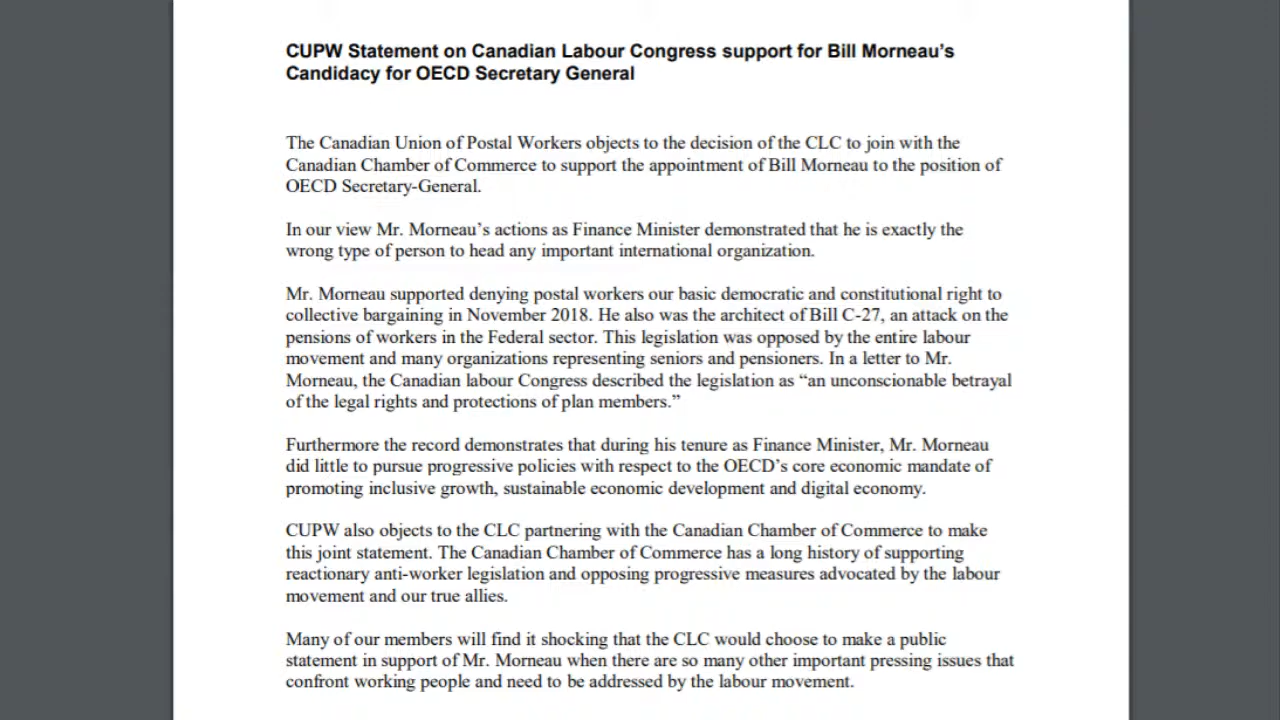 CUPW Statement on Canadian Labour Congress support for Bill Morneau’s
Candidacy for OECD Secretary General
The Canadian Union of Postal Workers objects to the decision of the CLC to join with the
Canadian Chamber of Commerce to support the appointment of Bill Morneau to the position of
OECD Secretary-General.
In our view Mr. Morneau’s actions as Finance Minister demonstrated that he is exactly the
wrong type of person to head any important international organization.
Mr. Morneau supported denying postal workers our basic democratic and constitutional right to
collective bargaining in November 2018. He also was the architect of Bill C-27, an attack on the
pensions of workers in the Federal sector. This legislation was opposed by the entire labour
movement and many organizations representing seniors and pensioners. In a letter to Mr.
Morneau, the Canadian labour Congress described the legislation as “an unconscionable betrayal
of the legal rights and protections of plan members.”
Furthermore the record demonstrates that during his tenure as Finance Minister, Mr. Morneau
did little to pursue progressive policies with respect to the OECD’s core economic mandate of
promoting inclusive growth, sustainable economic development and digital economy.
CUPW also objects to the CLC partnering with the Canadian Chamber of Commerce to make
this joint statement. The Canadian Chamber of Commerce has a long history of supporting
reactionary anti-worker legislation and opposing progressive measures advocated by the labour
movement and our true allies.
Many of our members will find it shocking that the CLC would choose to make a public
statement in support of Mr. Morneau when there are so many other important pressing issues that
confront working people and need to be addressed by the labour movement.